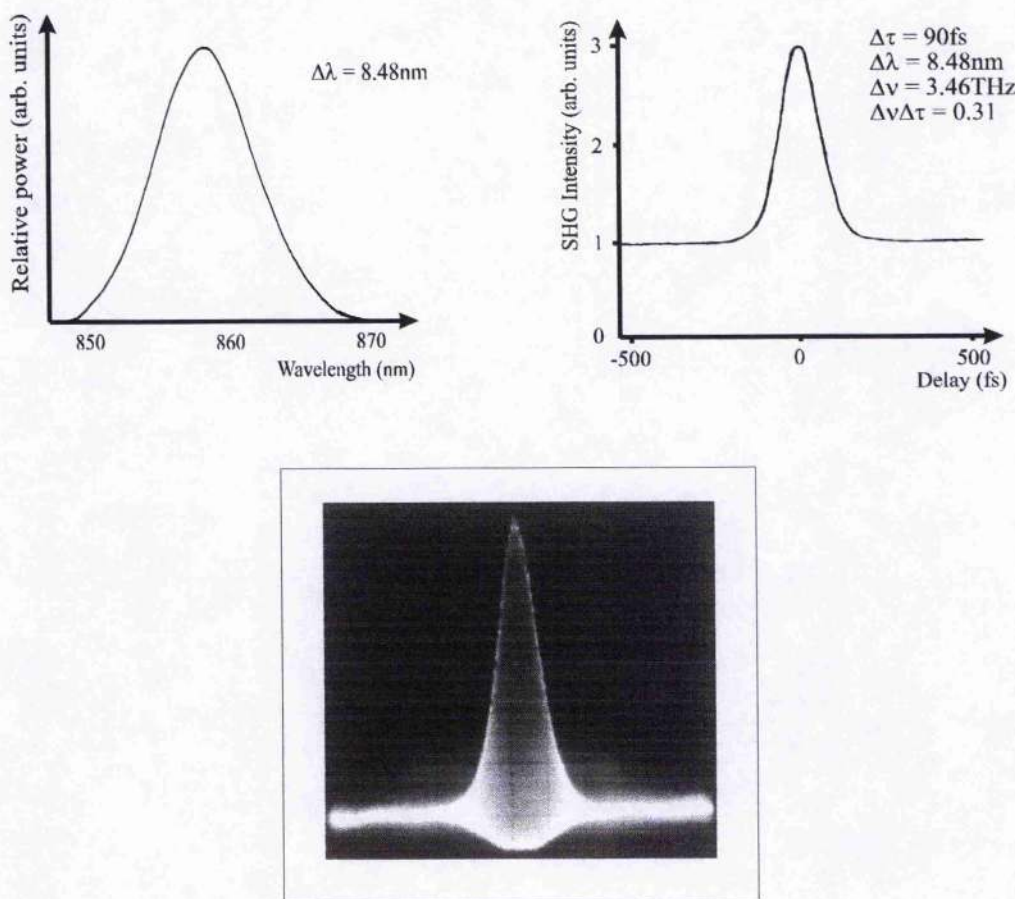 Relative power (arb. units)
Δλ = 8.48nm
850
860
870
Wavelength (nm)
SHG Intensity (arb. units)
3
2
1
0
Δτ = 90fs
Δλ = 8.48nm
Δν = 3.46THz
ΔνΔτ = 0.31
-500
0
500
Delay (fs)